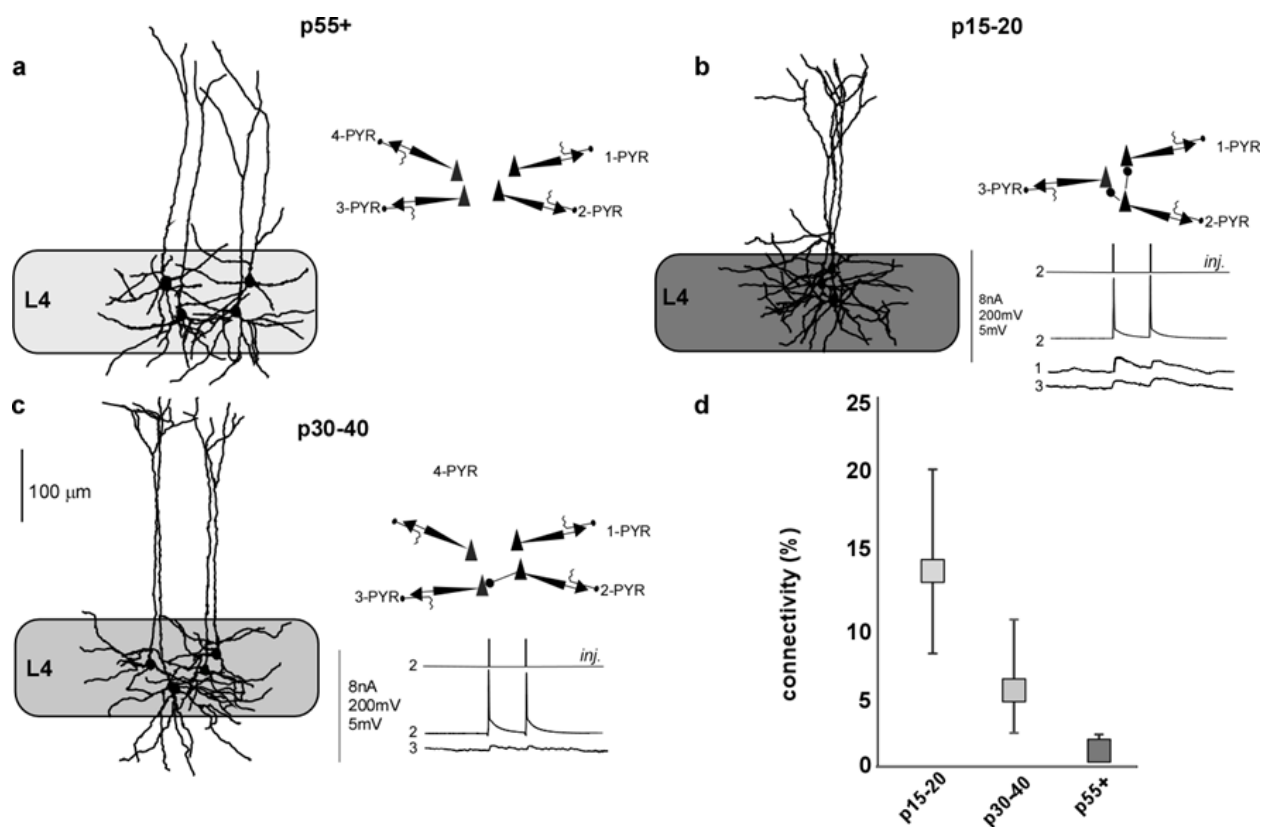 p55+
p15-20
a
4-PYR
1-PYR
3-PYR
2-PYR
L4
b
1-PYR
3-PYR
2-PYR
L4
8nA
200mV
5mV
2
inj.
2
1
3
c
p30-40
100 μm
4-PYR
1-PYR
3-PYR
2-PYR
L4
8nA
200mV
5mV
2
inj.
2
3
d
connectivity (%)
25
20
15
10
5
0
p15-20
p30-40
p55+